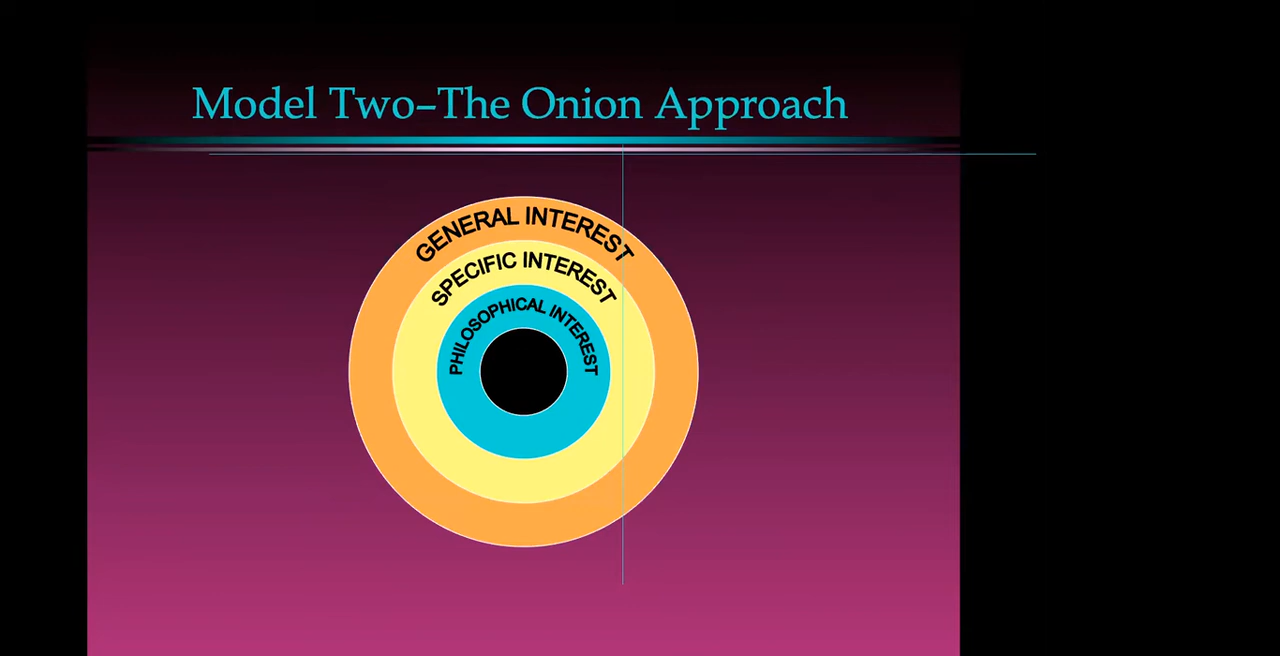 Model Two–The Onion Approach
GENERAL INTEREST
SPECIFIC INTEREST
PHILOSOPHICAL INTEREST